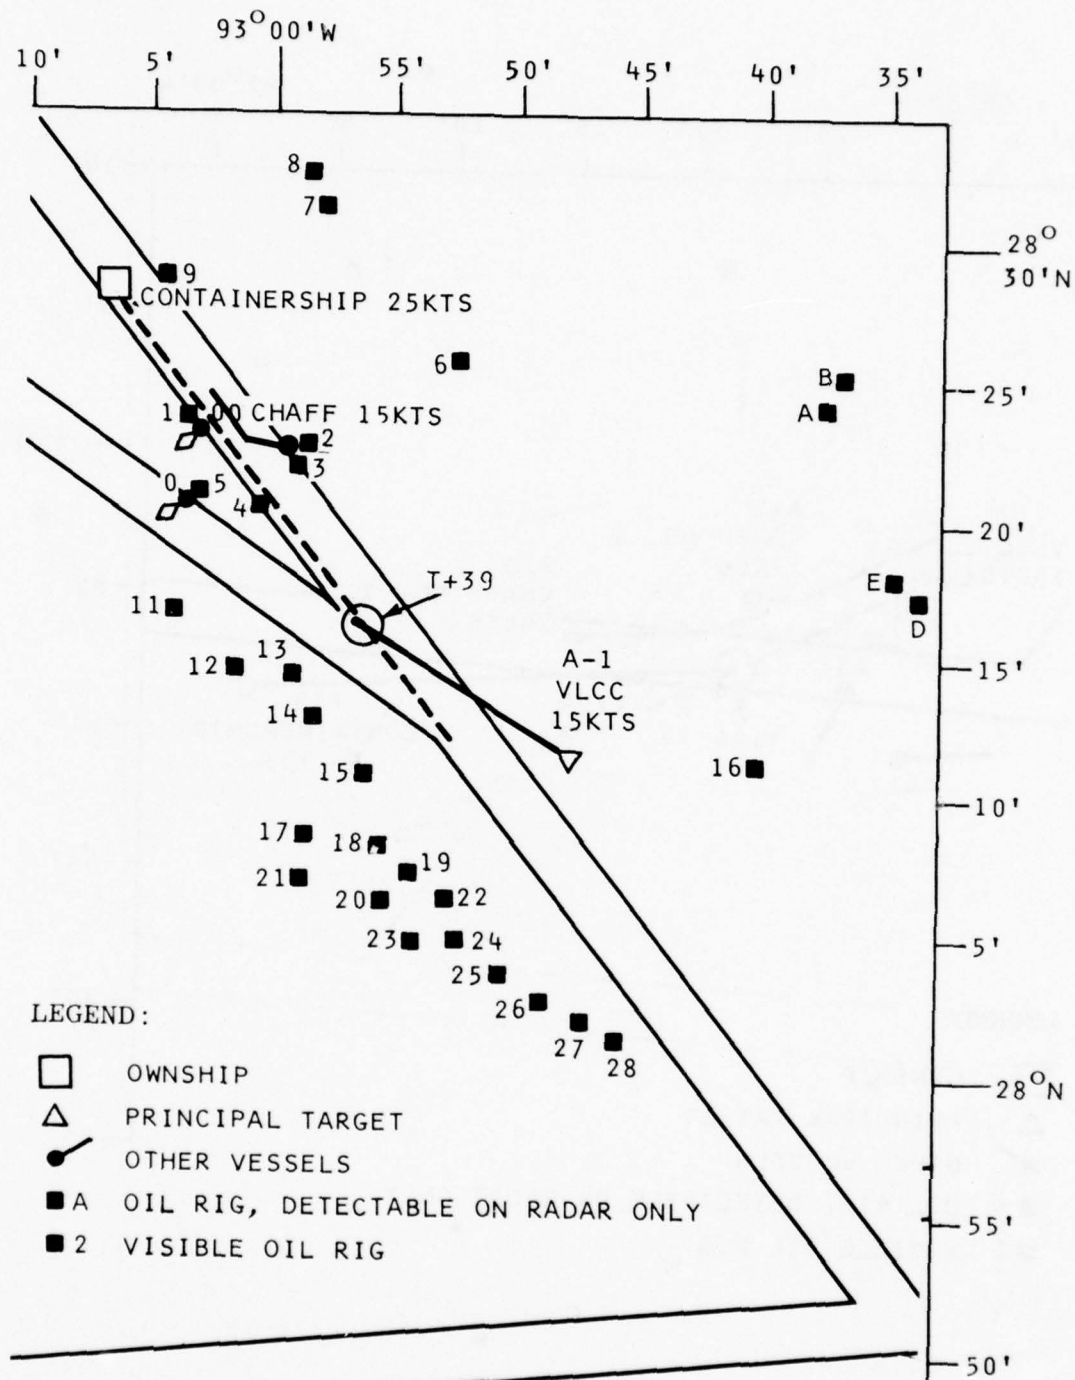 93°00'W
10' 5' 55' 50' 45' 40' 35'
8
7
28°
30'N
9
CONTAINERSHIP 25KTS
6
B
25'
A
1 00 CHAFF 15KTS
2
3
0 5
4
20'
T+39
E
D
11
13
12
A-1
VLCC
15KTS
15'
14
15
16
10'
17
18
19
21
20
22
23
24
5'
25
26
27
28
LEGEND:
OWNSHIP
28°N
PRINCIPAL TARGET
OTHER VESSELS
A OIL RIG, DETECTABLE ON RADAR ONLY
55'
2 VISIBLE OIL RIG
50'